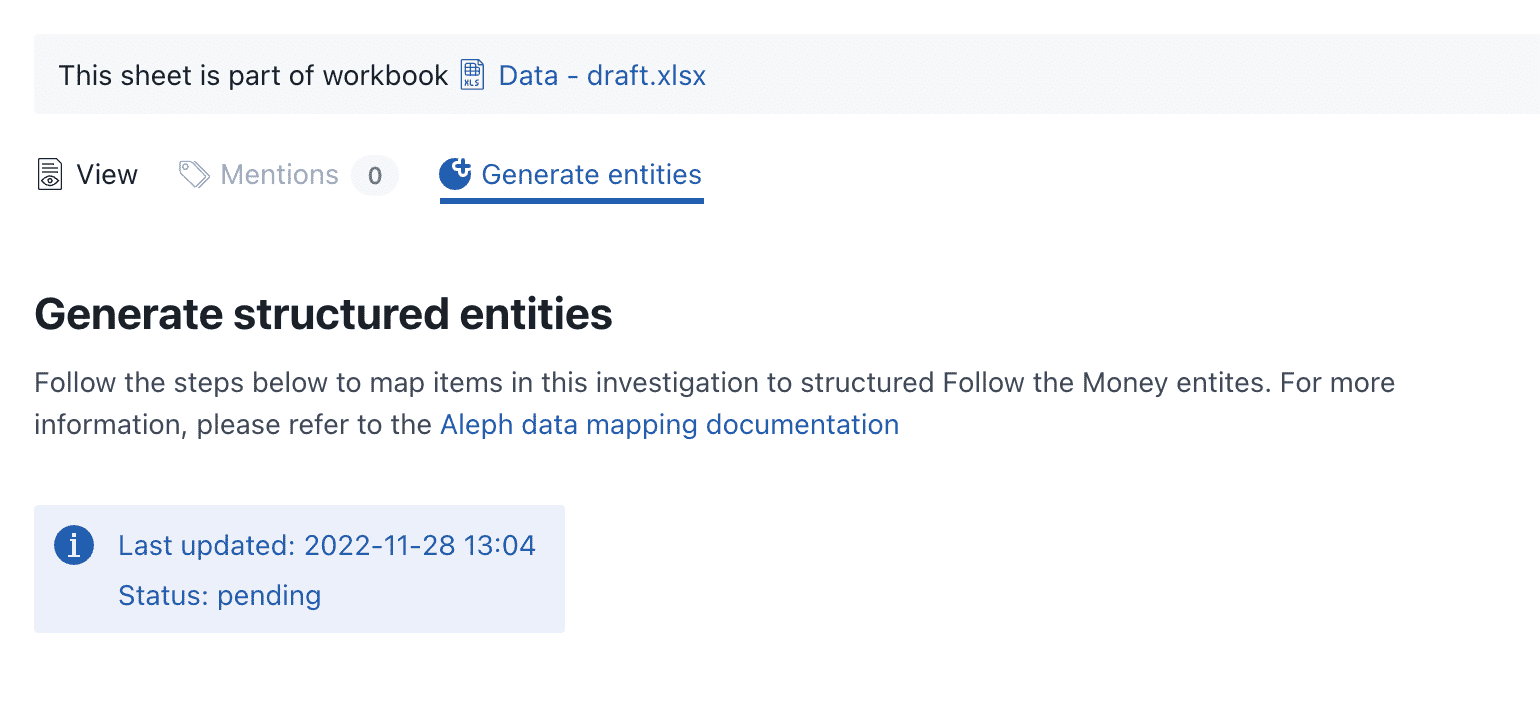 This sheet is part of workbook XLS Data - draft.xlsx
View Mentions 0 Generate entities
Generate structured entities
Follow the steps below to map items in this investigation to structured Follow the Money entites. For more
information, please refer to the Aleph data mapping documentation
Last updated: 2022-11-28 13:04
Status: pending